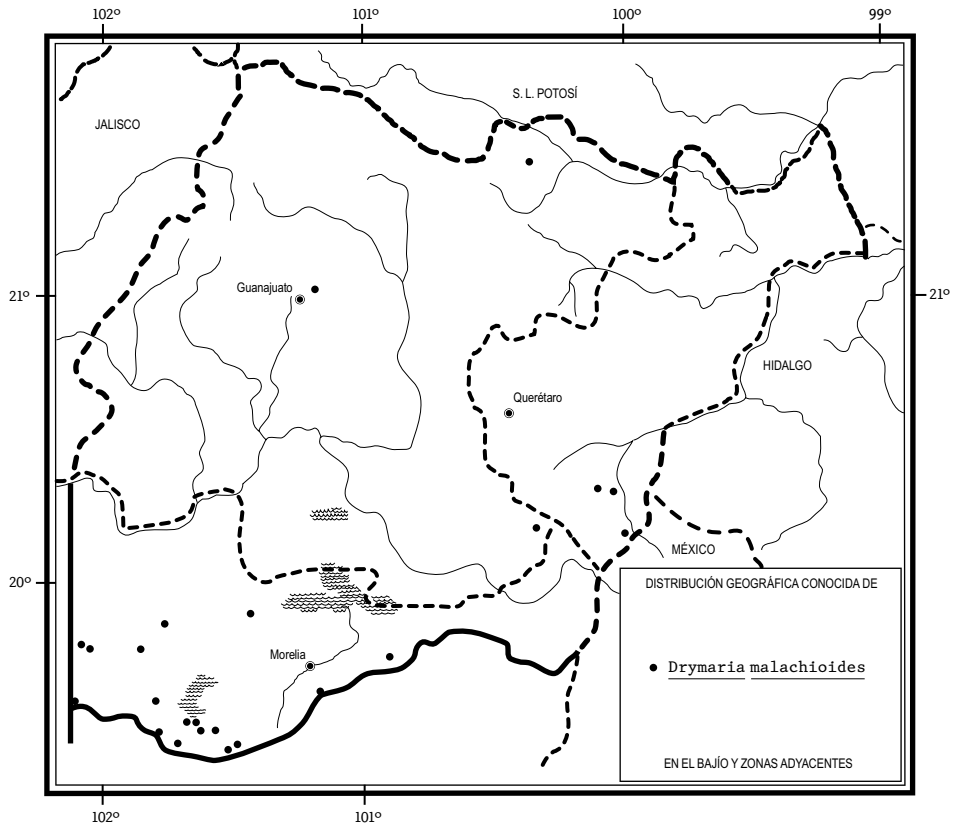 102º 101º 100º 99º
S. L. POTOSÍ
JALISCO
Guanajuato
21º 21º
HIDALGO
Querétaro
MÉXICO
20º
DISTRIBUCIÓN GEOGRÁFICA CONOCIDA DE
Morelia
Drymaria malachioides
EN EL BAJÍO Y ZONAS ADYACENTES
102º 101º